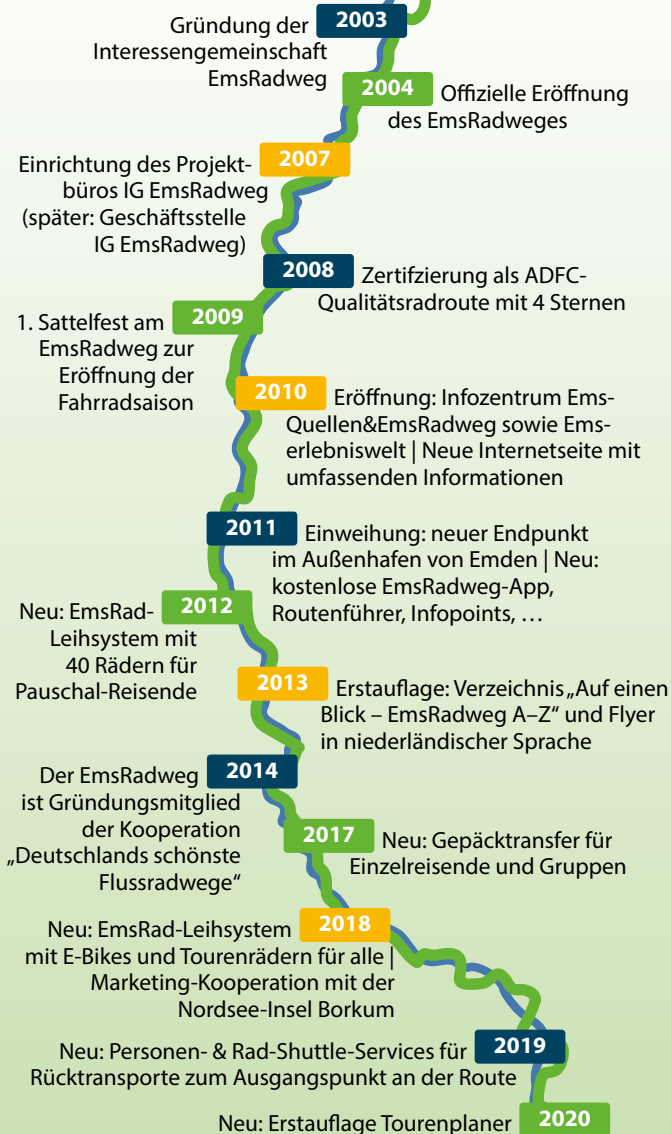 2003
Gründung der
Interessengemeinschaft
EmsRadweg
2004
Offizielle Eröffnung
des EmsRadweges
2007
Einrichtung des Projekt-
büros IG EmsRadweg
(später: Geschäftsstelle
IG EmsRadweg)
2008
Zertifzierung als ADFC-
Qualitätsradroute mit 4 Sternen
2009
1. Sattelfest am
EmsRadweg zur
Eröffnung der
Fahrradsaison
2010
Eröffnung: Infozentrum Ems-
Quellen&EmsRadweg sowie Ems-
erlebniswelt | Neue Internetseite mit
umfassenden Informationen
2011
Einweihung: neuer Endpunkt
im Außenhafen von Emden | Neu:
kostenlose EmsRadweg-App,
Routenführer, Infopoints, …
2012
Neu: EmsRad-
Leihsystem mit
40 Rädern für
Pauschal-Reisende
2013
Erstauflage: Verzeichnis „Auf einen
Blick – EmsRadweg A–Z“ und Flyer
in niederländischer Sprache
2014
Der EmsRadweg
ist Gründungsmitglied
der Kooperation
„Deutschlands schönste
Flussradwege“
2017
Neu: Gepäcktransfer für
Einzelreisende und Gruppen
2018
Neu: EmsRad-Leihsystem
mit E-Bikes und Tourenrädern für alle |
Marketing-Kooperation mit der
Nordsee-Insel Borkum
2019
Neu: Personen- & Rad-Shuttle-Services für
Rücktransporte zum Ausgangspunkt an der Route
2020
Neu: Erstauflage Tourenplaner